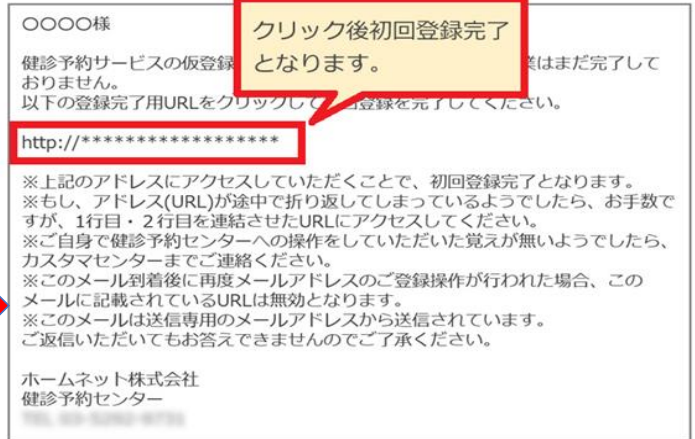 〇〇〇〇様
クリック後初回登録完了
となります。
健診予約サービスの仮登録
はまだ完了して
おりません。
以下の登録完了用URLをクリックして
登録を完了してください。
http://******************
※上記のアドレスにアクセスしていただくことで、初回登録完了となります。
※もし、アドレス(URL)が途中で折り返してしまっているようでしたら、お手数で
すが、1行目・２行目を連結させたURLにアクセスしてください。
※ご自身で健診予約センターへの操作をしていただいた覚えが無いようでしたら、
カスタマセンターまでご連絡ください。
※このメール到着後に再度メールアドレスのご登録操作が行われた場合、この
メールに記載されているURLは無効となります。
※このメールは送信専用のメールアドレスから送信されています。
ご返信いただいてもお答えできませんのでご了承ください。
ホームネット株式会社
健診予約センター